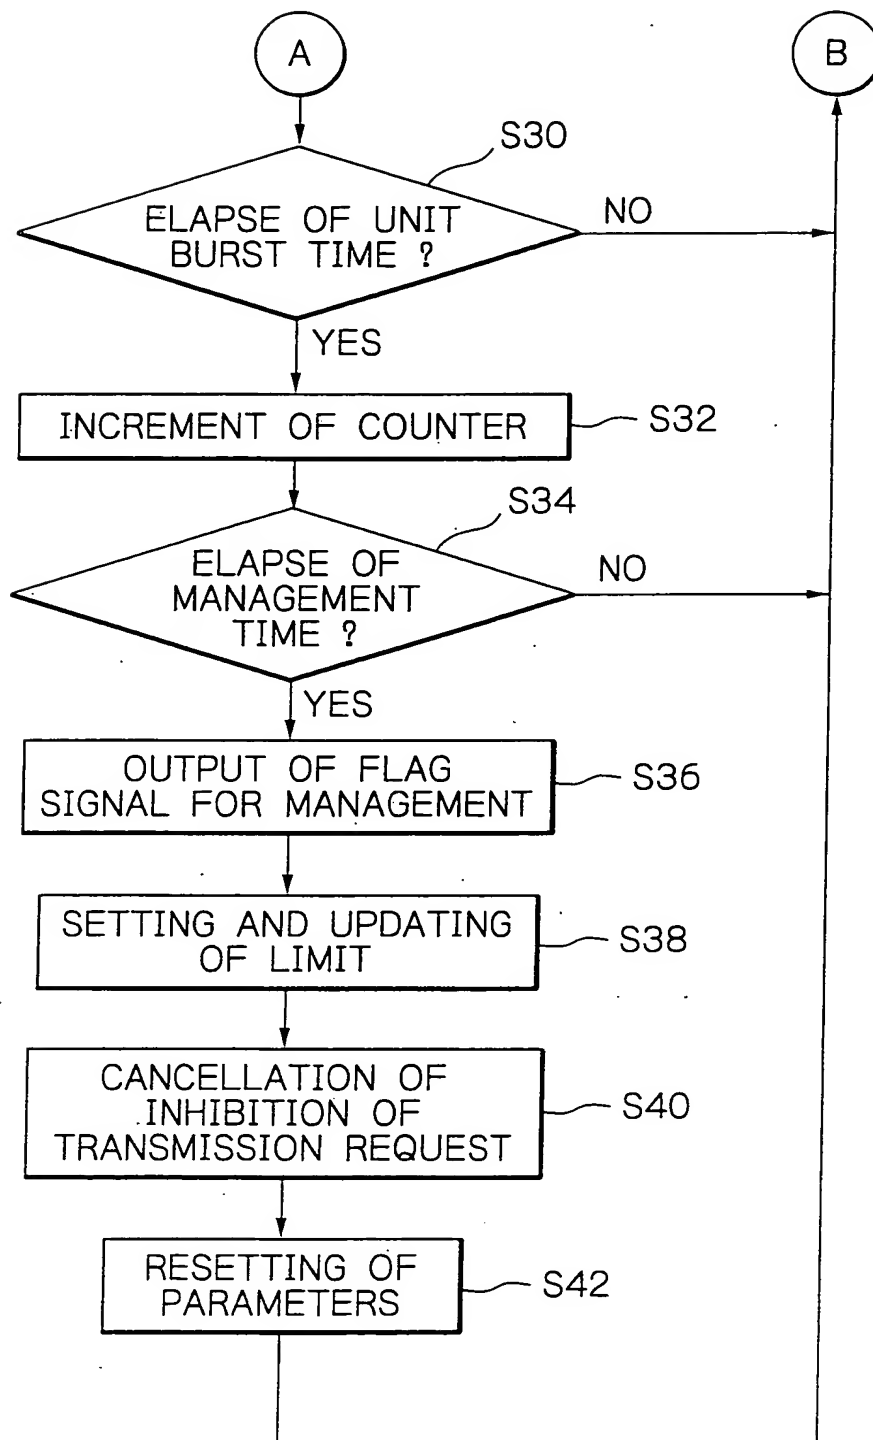 A
B
S30
ELAPSE OF UNIT
BURST TIME ?
NO
YES
INCREMENT OF COUNTER
S32
S34
ELAPSE OF
MANAGEMENT
TIME ?
NO
YES
OUTPUT OF FLAG
SIGNAL FOR MANAGEMENT
S36
SETTING AND UPDATING
OF LIMIT
S38
CANCELLATION OF
INHIBITION OF
TRANSMISSION REQUEST
S40
RESETTING OF
PARAMETERS
S42